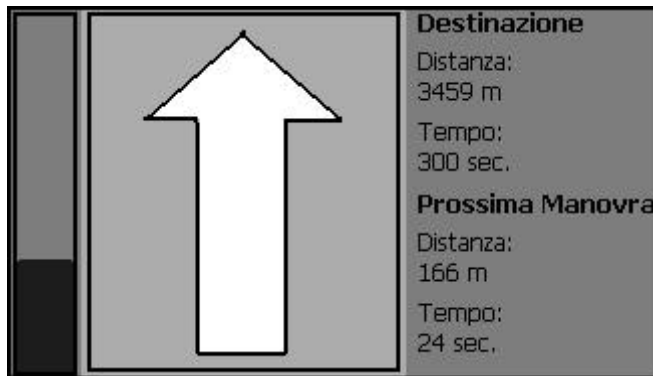 Destinazione
Distanza:
3459 m
Tempo:
300 sec.
Prossima Manovra
Distanza:
166 m
Tempo:
24 sec.